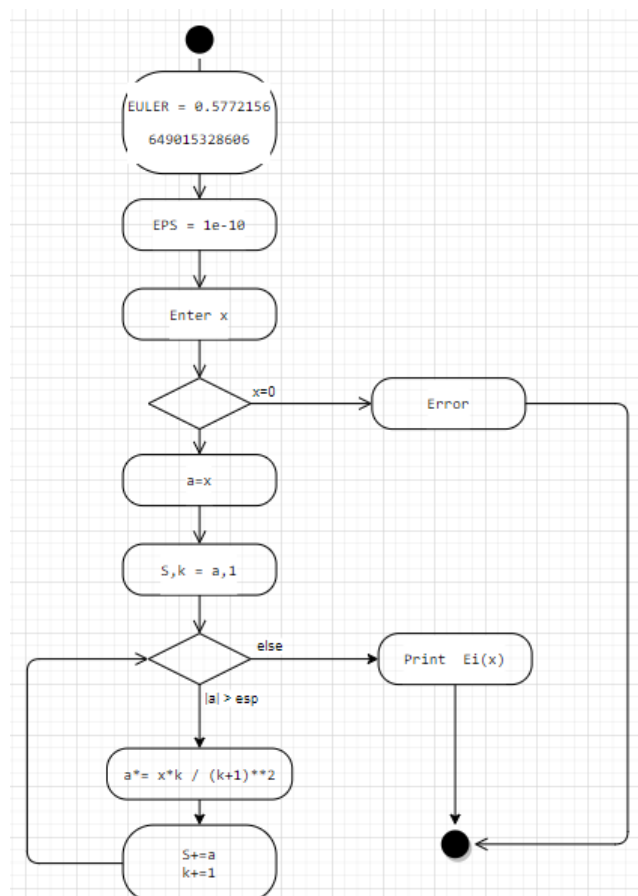 EULER = 0.5772156
649015328606
EPS = 1e-10
Enter x
x=0
Error
a=x
S,k = a,1
else
Print Ei(x)
|a| > esp
a*= x*k / (k+1)**2
S+=a
k+=1